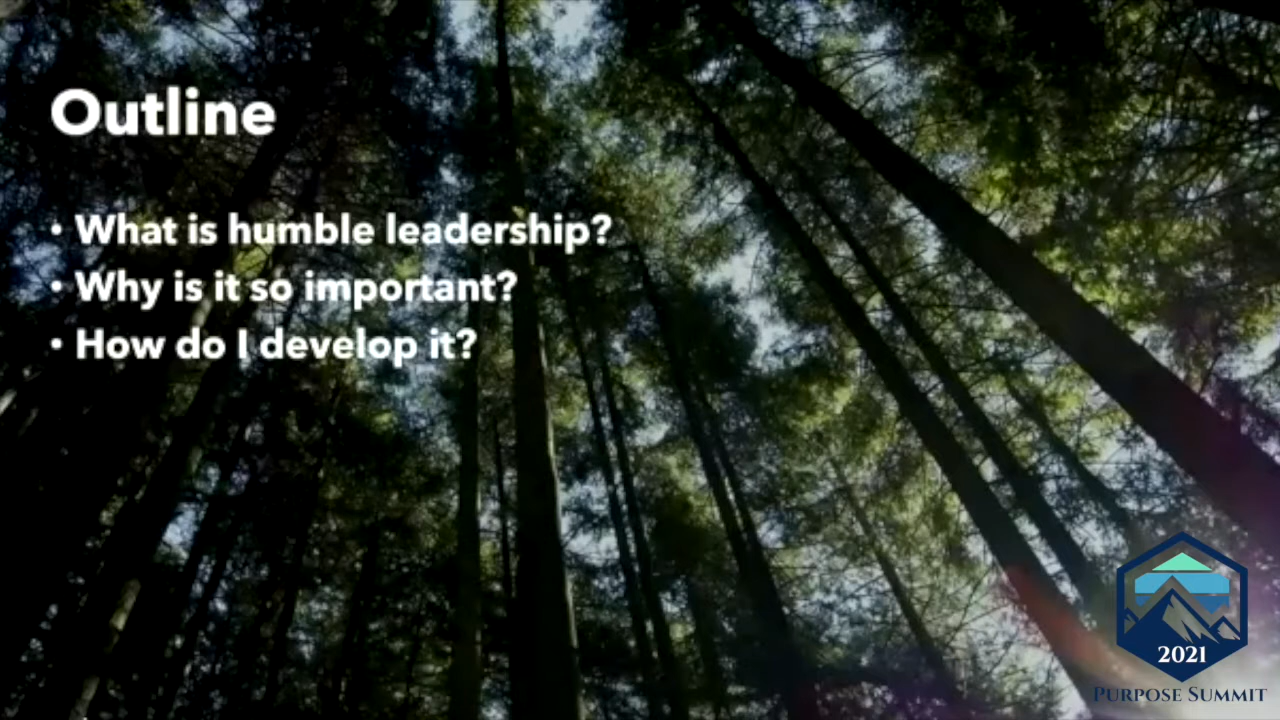 Outline
• What is humble leadership?
• Why is it so important?
• How do I develop it?
2021
PURPOSE SUMMIT